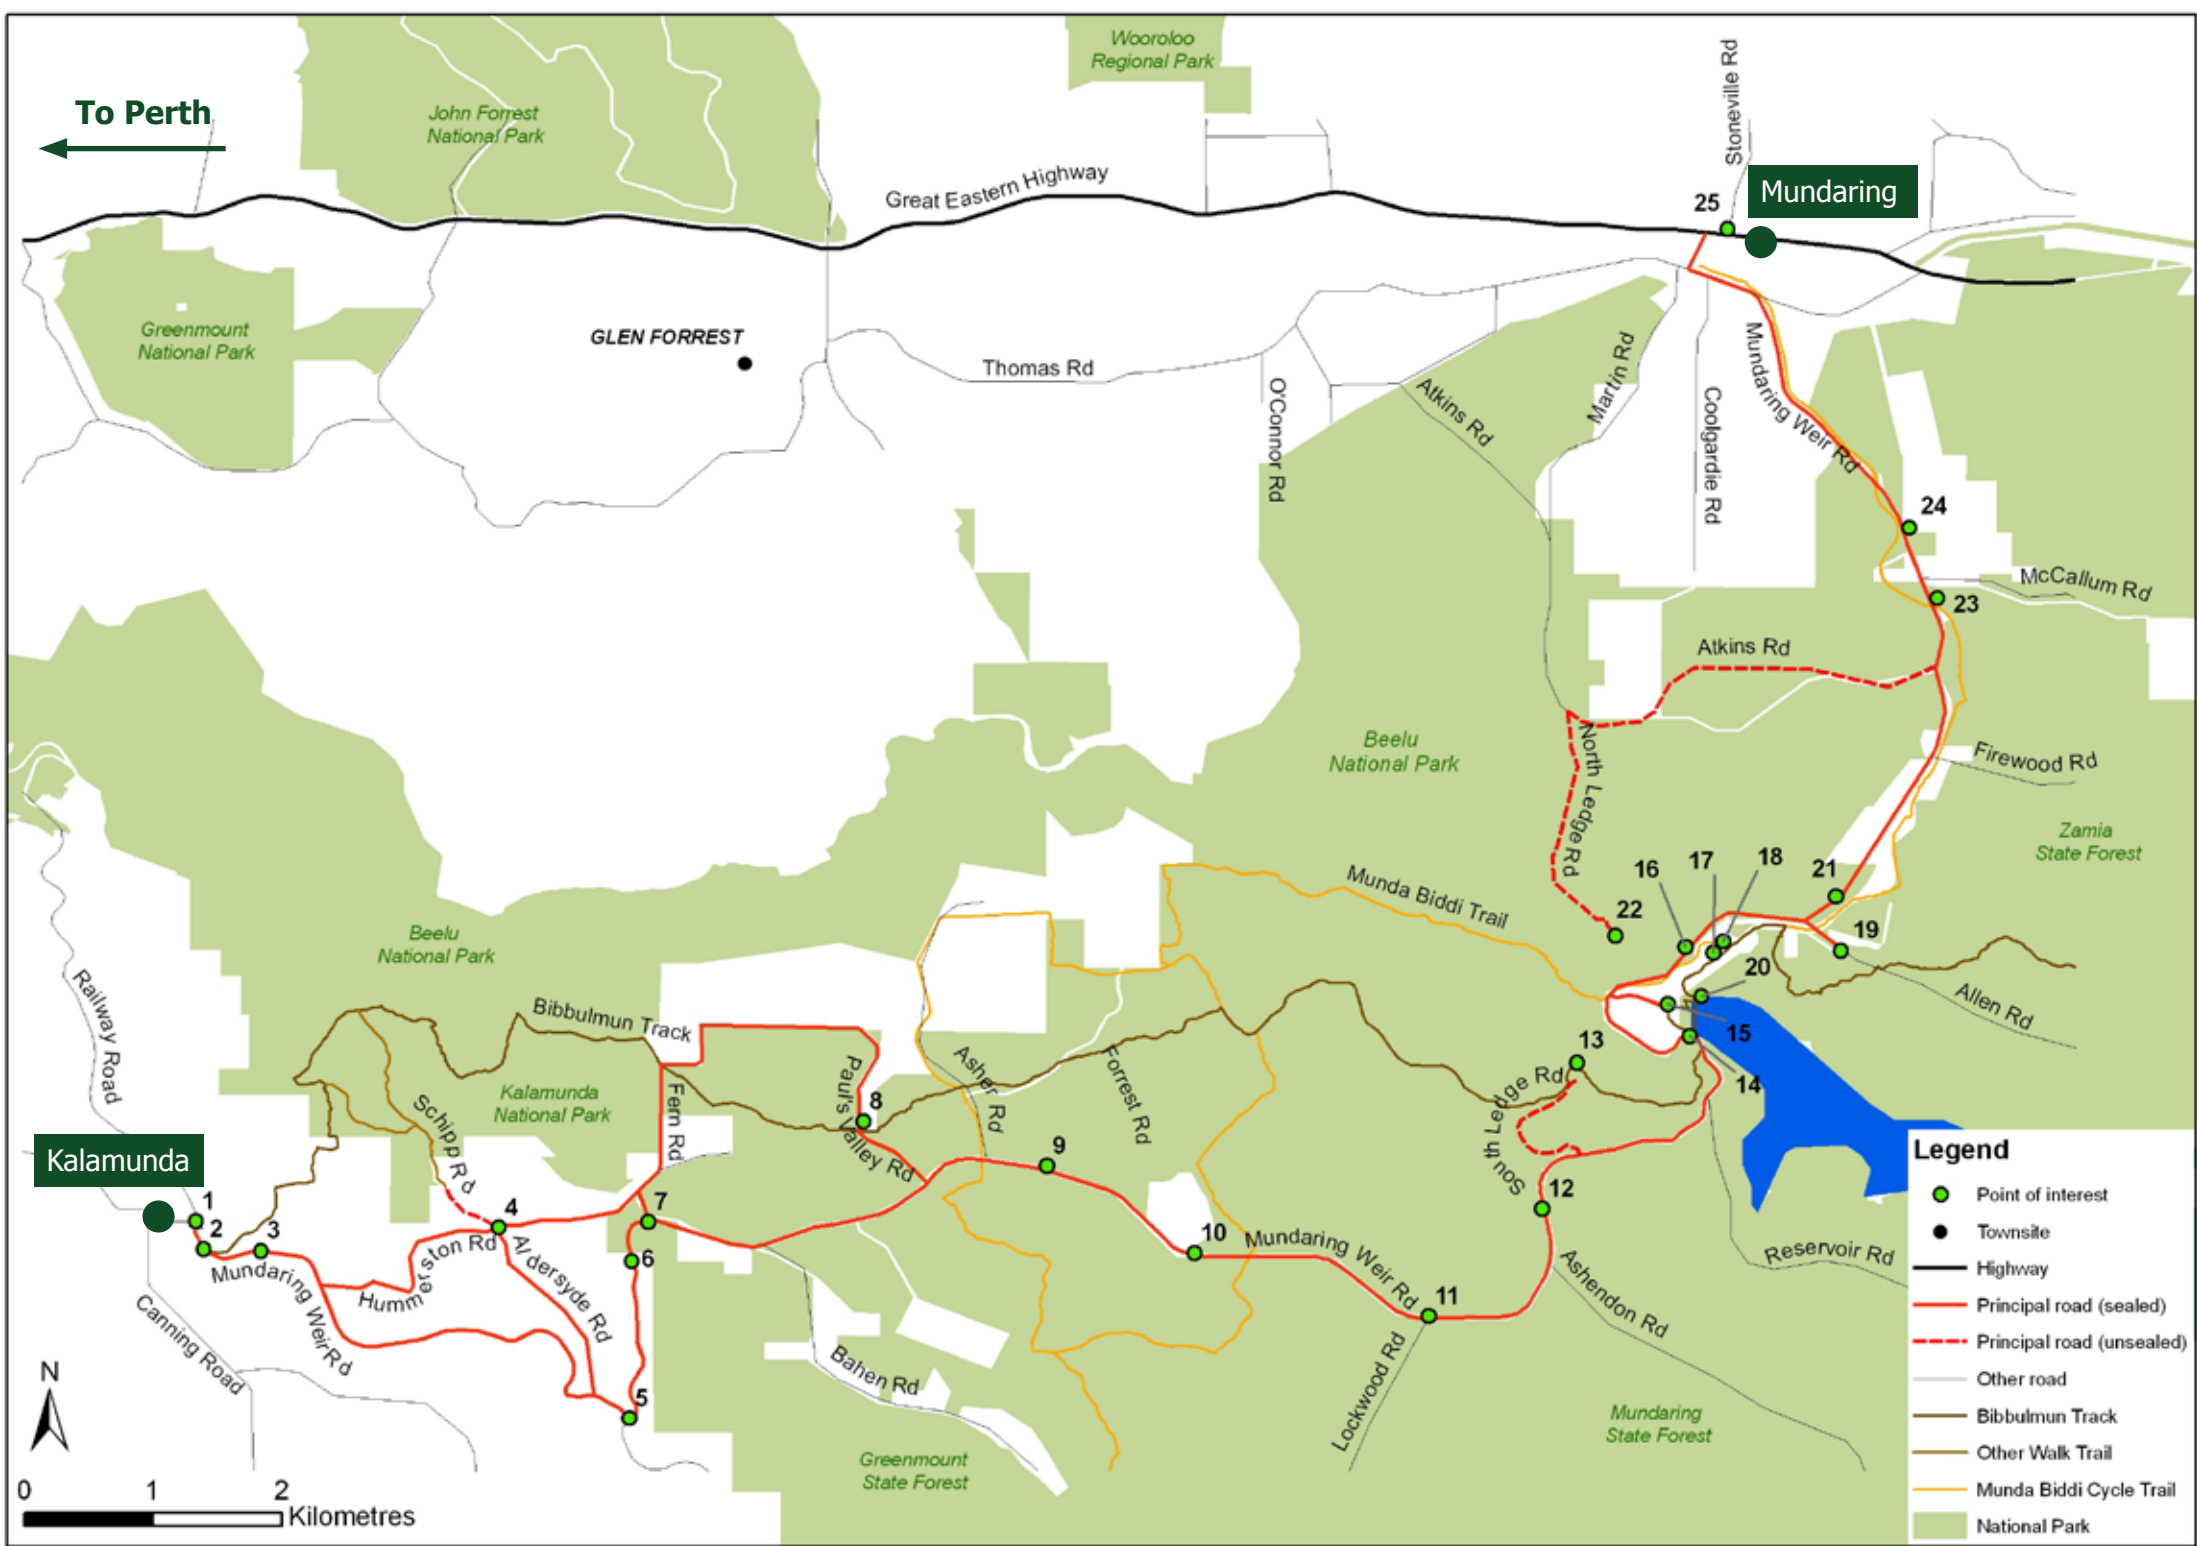 Wooroloo
Regional Park
Stoneville Rd
To Perth
John Forrest
National Park
Great Eastern Highway
25
Mundaring
Greenmount
National Park
GLEN FORREST
Thomas Rd
O'Connor Rd
Atkins Rd
Martin Rd
Coolgardie Rd
Mundaring Weir Rd
24
McCallum Rd
23
Atkins Rd
Beelu
National Park
North Ledge Rd
Firewood Rd
Zamia
State Forest
16
17
18
21
22
19
20
Munda Biddi Trail
Allen Rd
15
14
13
Beelu
National Park
Railway Road
Bibbulmun Track
Kalamunda
National Park
Schipp Rd
Fern Rd
Paul's Valley Rd
8
Asher Rd
Forrest Rd
9
South Ledge Rd
12
Kalamunda
1
2
3
4
7
6
5
10
11
Hummerston Rd
Aldersyde Rd
Mundaring Weir Rd
Canning Road
Mundaring Weir Rd
Ashendon Rd
Reservoir Rd
Bahen Rd
Lockwood Rd
Greenmount
State Forest
Mundaring
State Forest
N
0 1 2
Kilometres
Legend
Point of interest
Townsite
Highway
Principal road (sealed)
Principal road (unsealed)
Other road
Bibbulmun Track
Other Walk Trail
Munda Biddi Cycle Trail
National Park